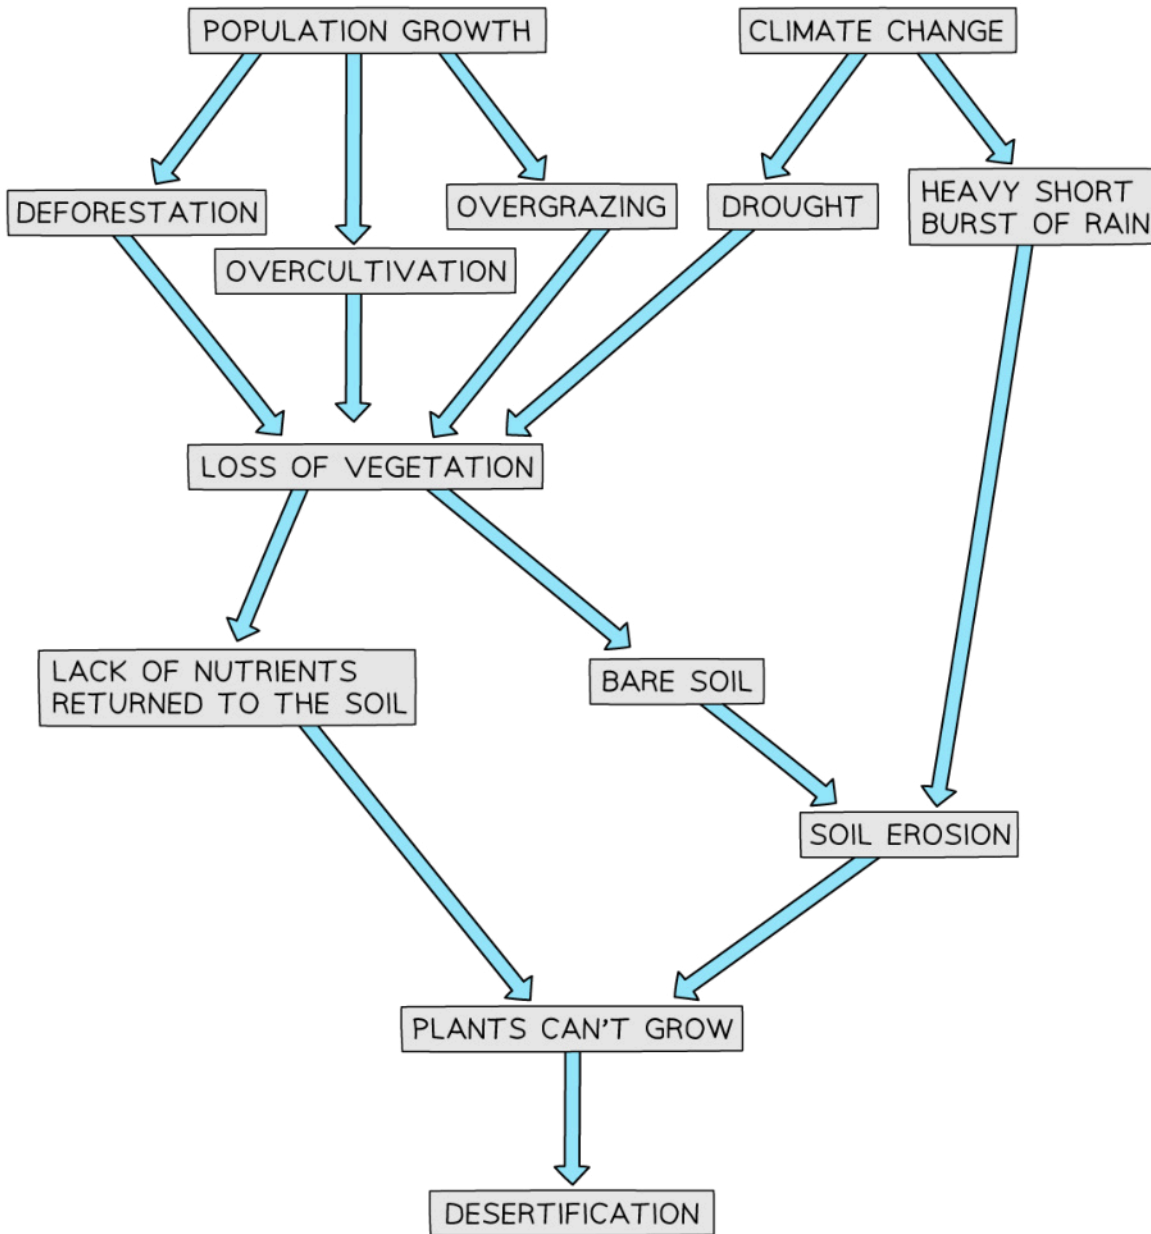 POPULATION GROWTH
CLIMATE CHANGE
DEFORESTATION
OVERCULTIVATION
OVERGRAZING
DROUGHT
HEAVY SHORT
BURST OF RAIN
LOSS OF VEGETATION
LACK OF NUTRIENTS
RETURNED TO THE SOIL
BARE SOIL
SOIL EROSION
PLANTS CAN'T GROW
DESERTIFICATION